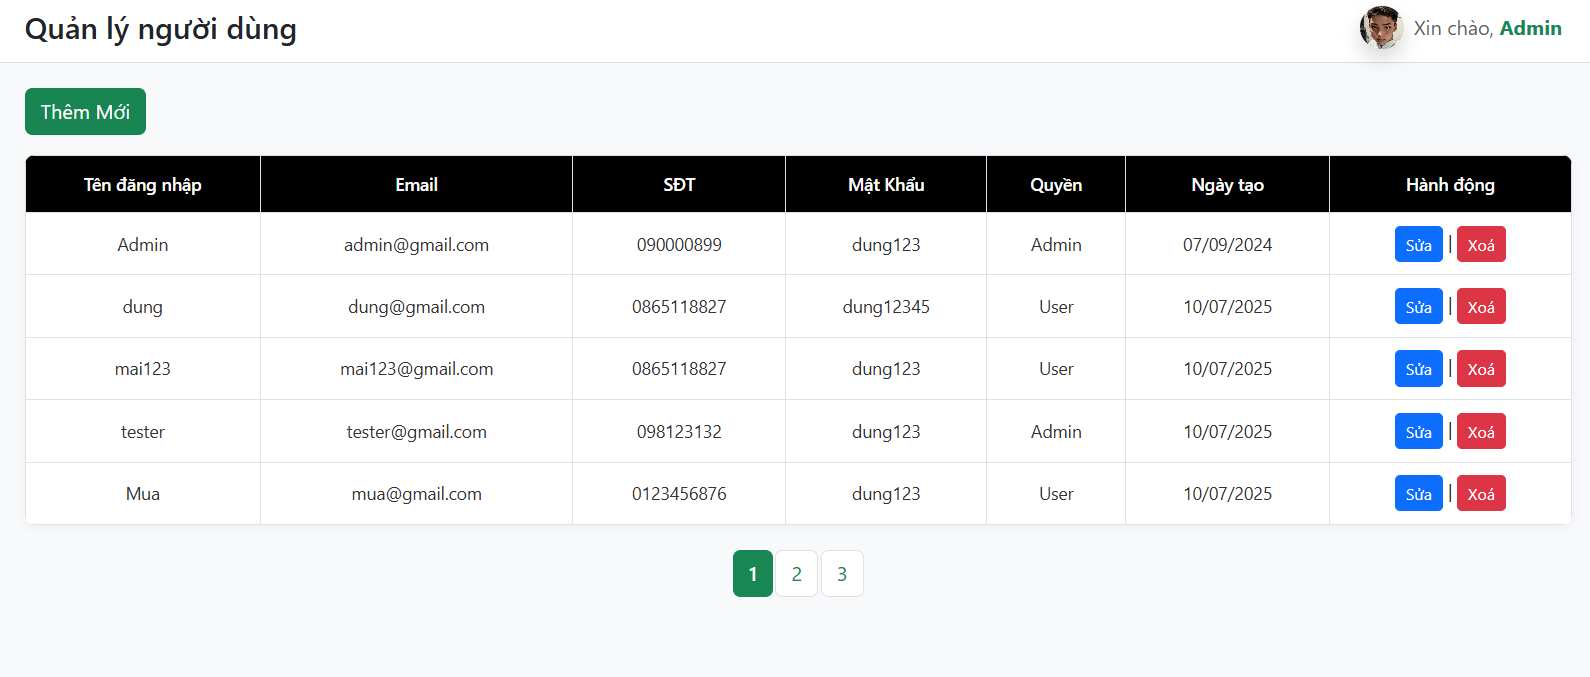 Quản lý người dùng
Xin chào, Admin
Thêm Mới
Tên đăng nhập Email SĐT Mật Khẩu Quyền Ngày tạo Hành động
Admin admin@gmail.com 090000899 dung123 Admin 07/09/2024 Sửa | Xoá
dung dung@gmail.com 0865118827 dung12345 User 10/07/2025 Sửa | Xoá
mai123 mai123@gmail.com 0865118827 dung123 User 10/07/2025 Sửa | Xoá
tester tester@gmail.com 098123132 dung123 Admin 10/07/2025 Sửa | Xoá
Mua mua@gmail.com 0123456876 dung123 User 10/07/2025 Sửa | Xoá
1 2 3